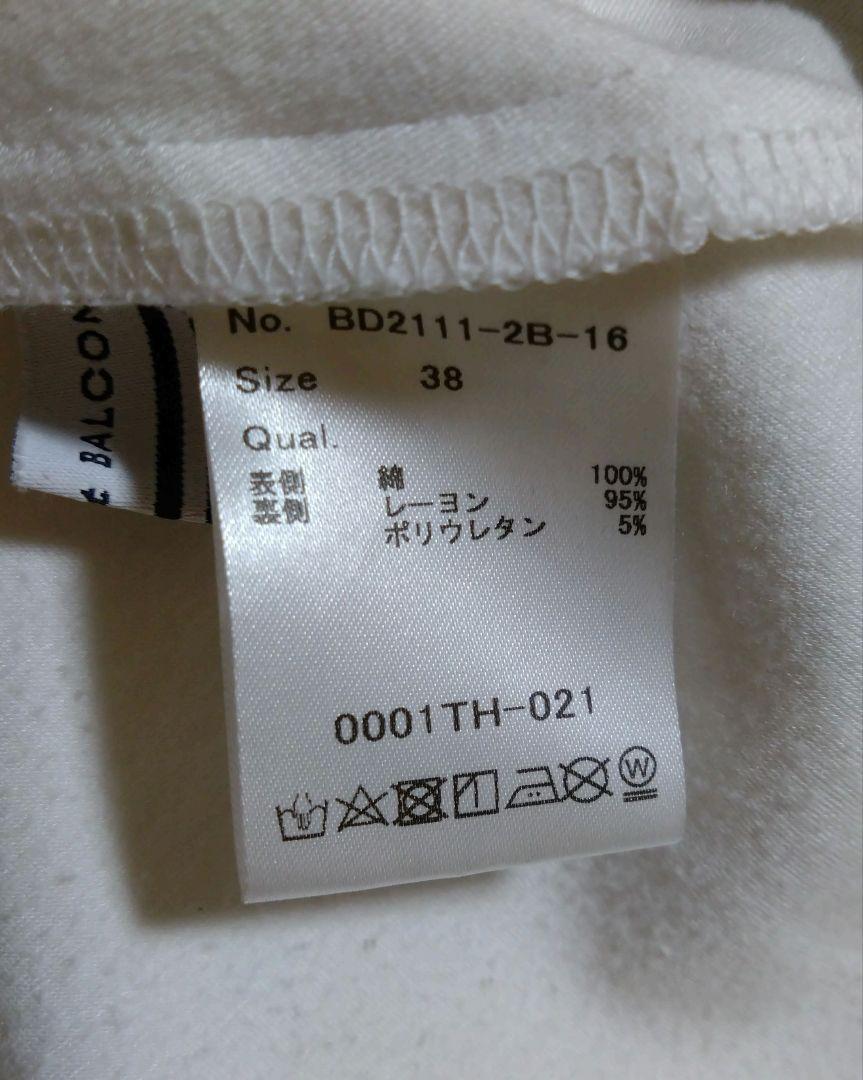 No. BD2111-2B-16
Size 38
Qual.
表側 綿 100%
裏側 レーヨン 95%
ポリウレタン 5%
0001TH-021
W
BALCON